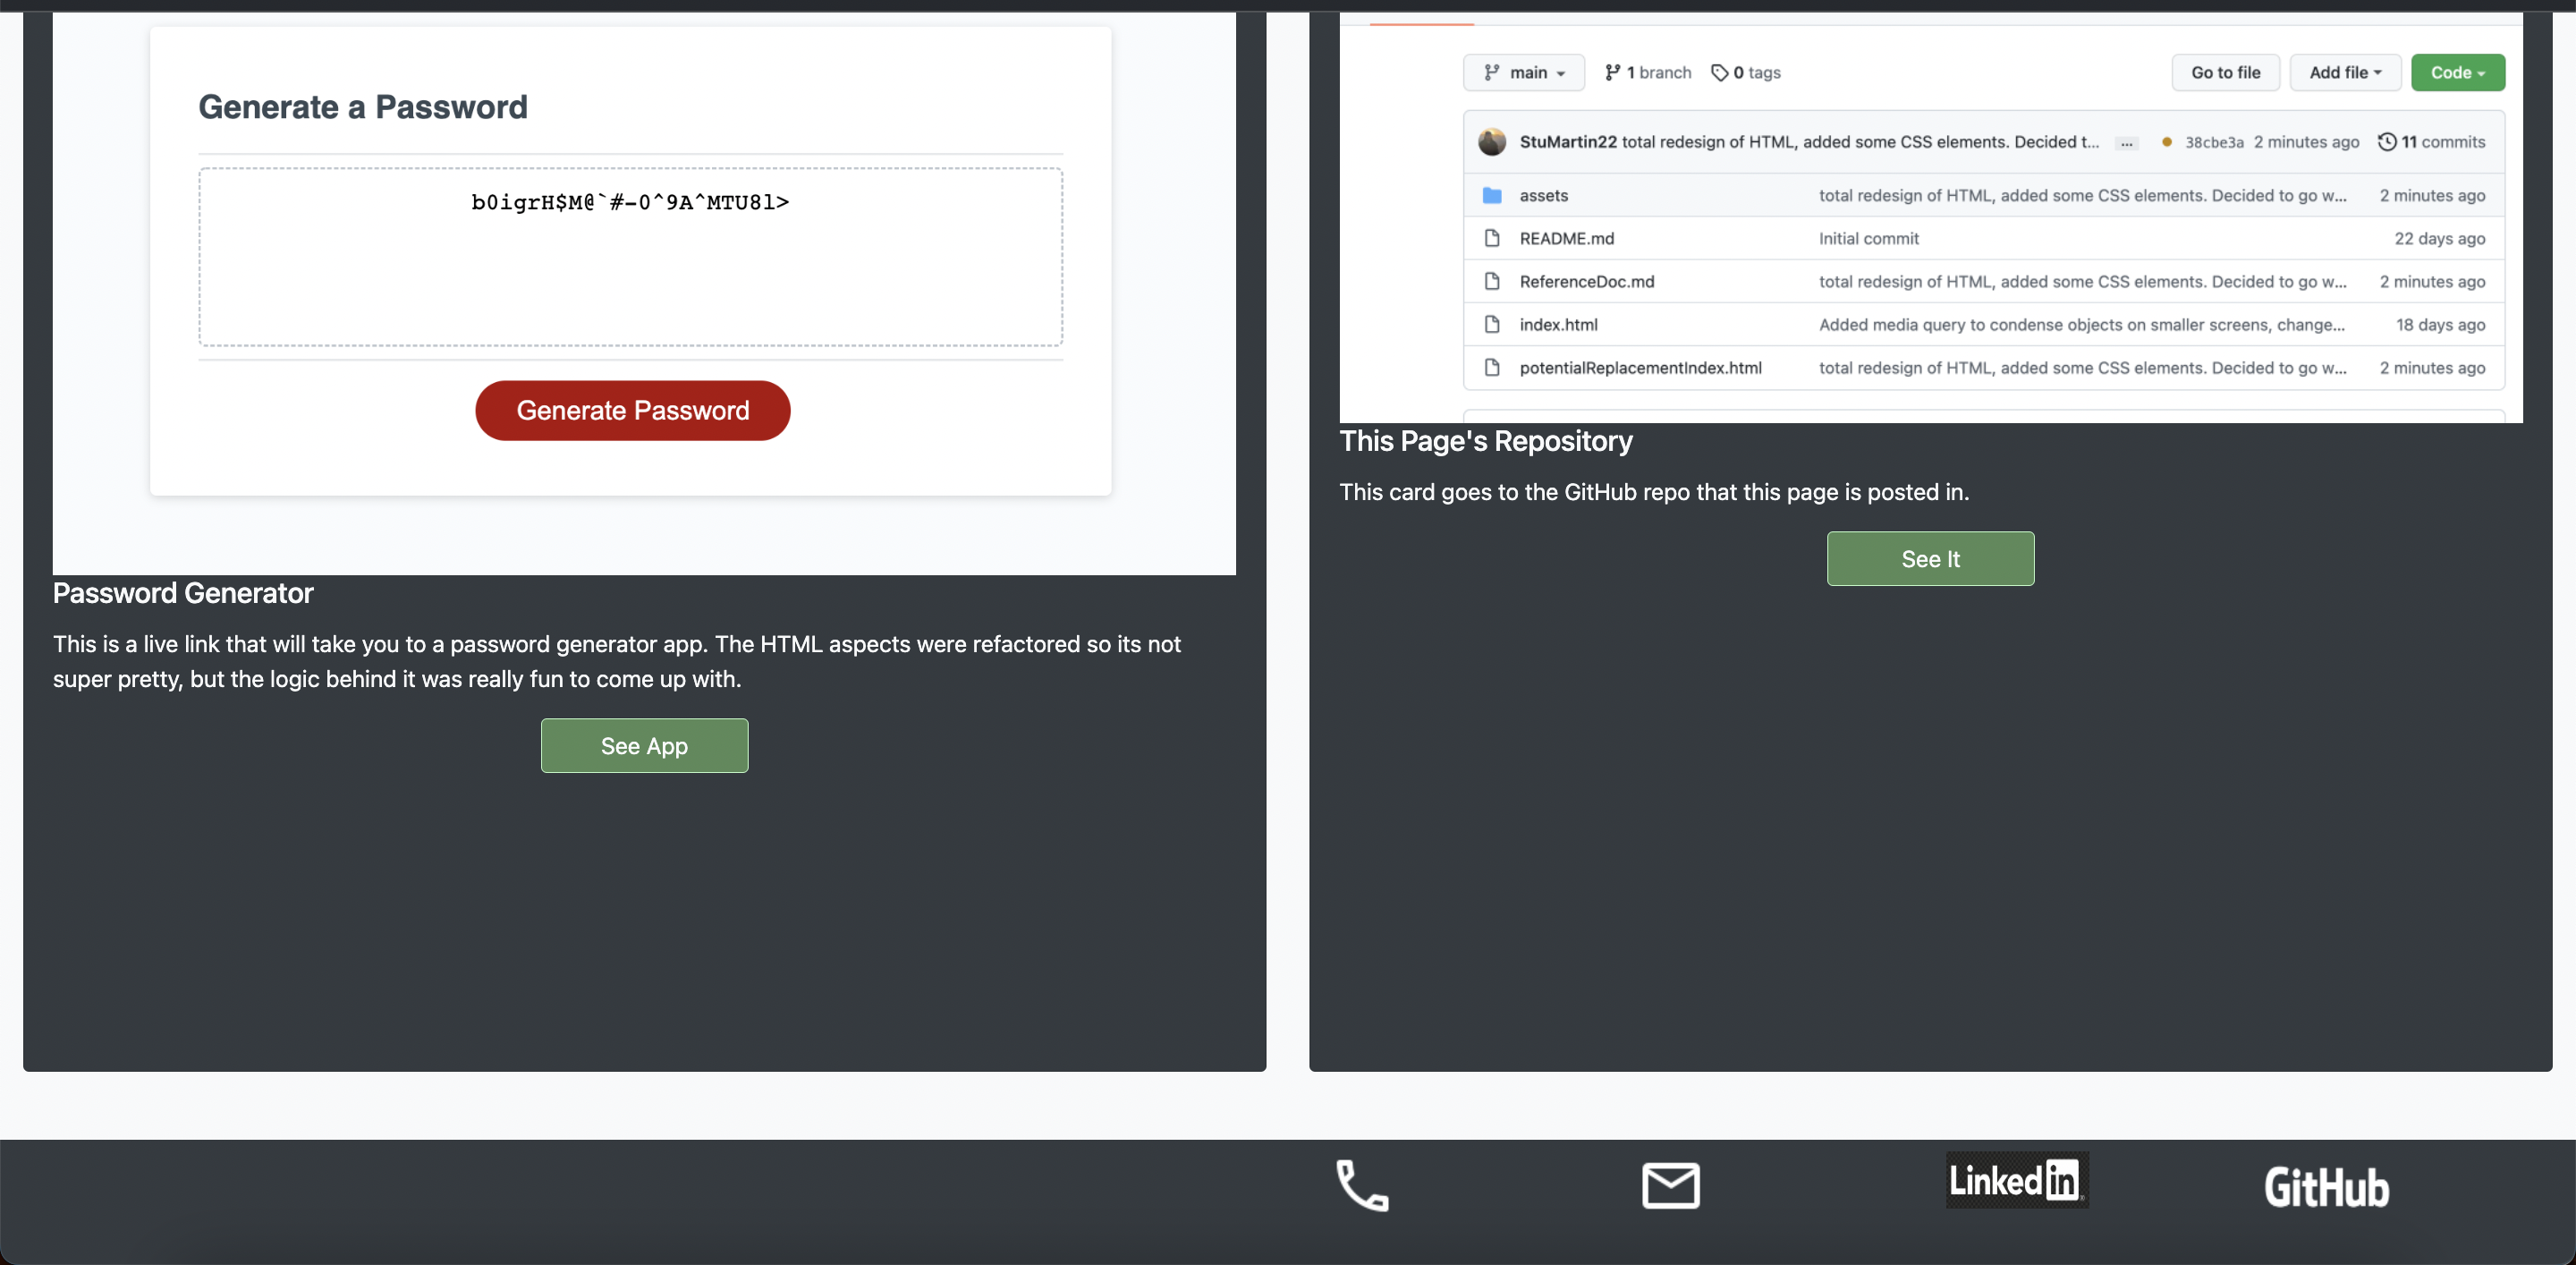 Generate a Password
b0igrH$M@`#-0^9A^MTU8l>
Generate Password
Password Generator
This is a live link that will take you to a password generator app. The HTML aspects were refactored so its not
super pretty, but the logic behind it was really fun to come up with.
See App
main 1 branch 0 tags Go to file Add file Code
StuMartin22 total redesign of HTML, added some CSS elements. Decided t... ... 38cbe3a 2 minutes ago 11 commits
assets total redesign of HTML, added some CSS elements. Decided to go w... 2 minutes ago
README.md Initial commit 22 days ago
ReferenceDoc.md total redesign of HTML, added some CSS elements. Decided to go w... 2 minutes ago
index.html Added media query to condense objects on smaller screens, change... 18 days ago
potentialReplacementIndex.html total redesign of HTML, added some CSS elements. Decided to go w... 2 minutes ago
This Page's Repository
This card goes to the GitHub repo that this page is posted in.
See It
LinkedIn GitHub